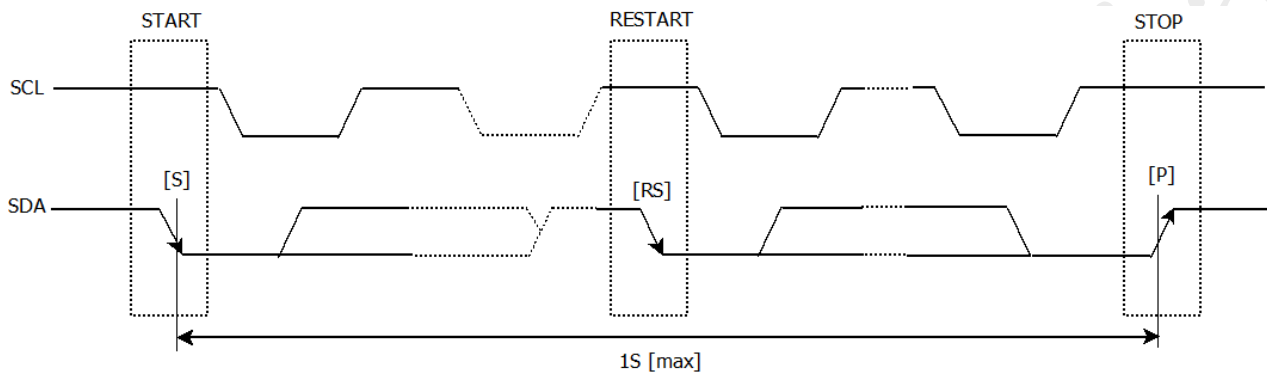 START RESTART STOP
SCL
[S] [RS] [P]
SDA
1S [max]